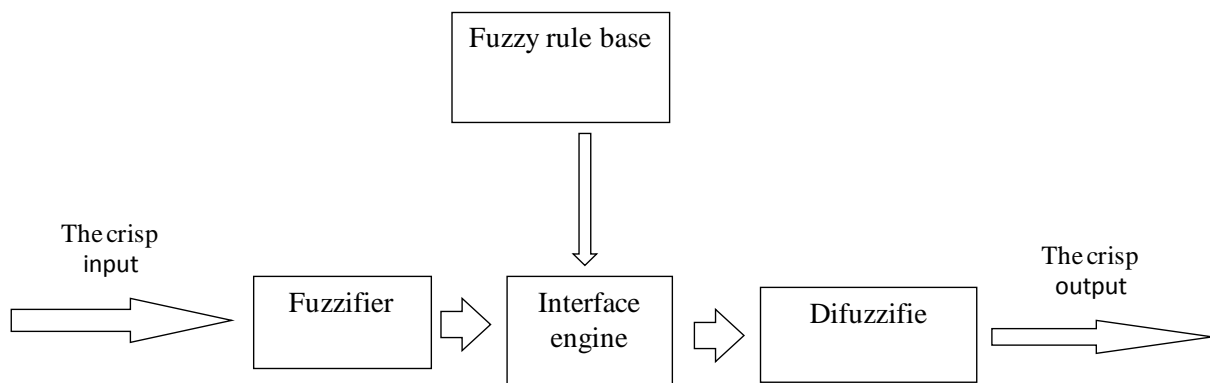 Fuzzy rule base
The crisp
input
Fuzzifier
Interface
engine
Difuzzifie
The crisp
output